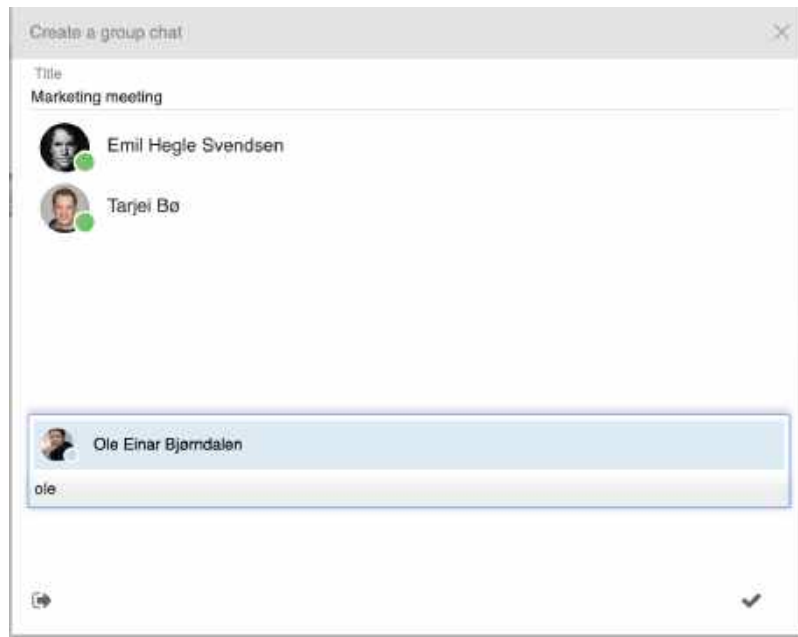 Create a group chat
Title
Marketing meeting
Emil Hegle Svendsen
Tarjei Bø
Ole Einar Bjørndalen
ole